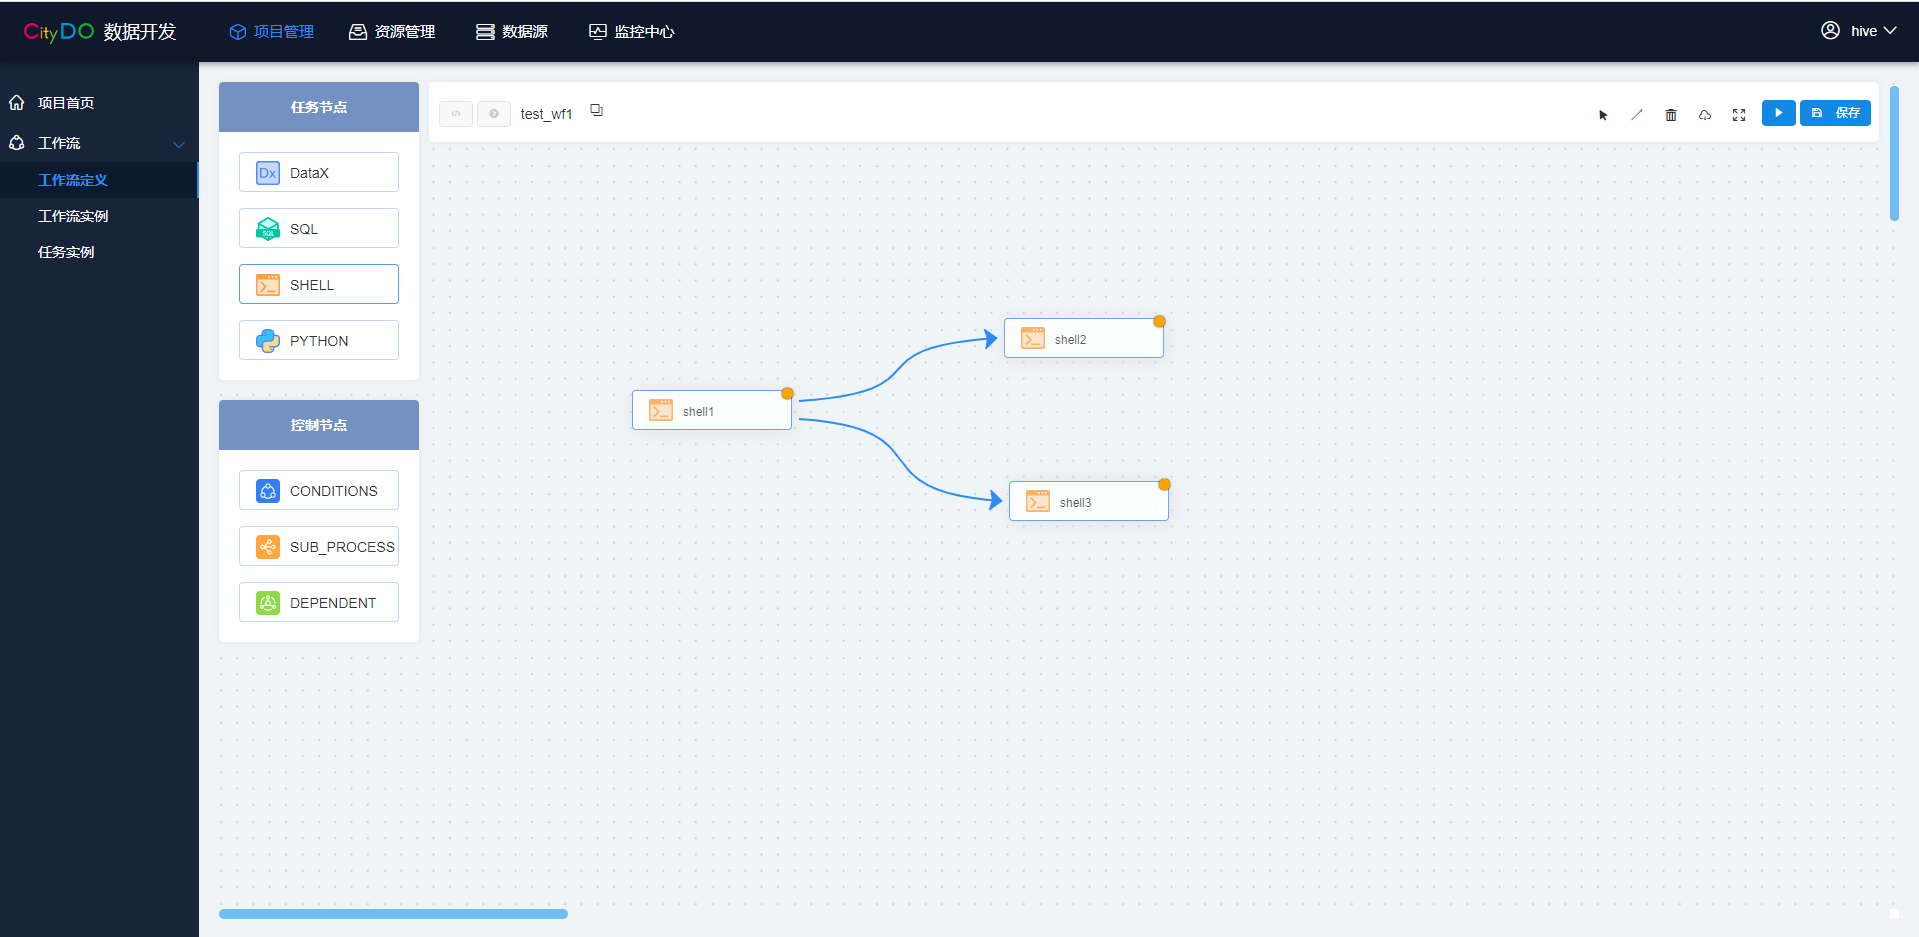 CityDO 数据开发
项目管理
资源管理
数据源
监控中心
hive
项目首页
工作流
工作流定义
工作流实例
任务实例
任务节点
Dx DataX
SQL SQL
SHELL
PYTHON
控制节点
CONDITIONS
SUB_PROCESS
DEPENDENT
test_wf1
保存
shell1
shell2
shell3